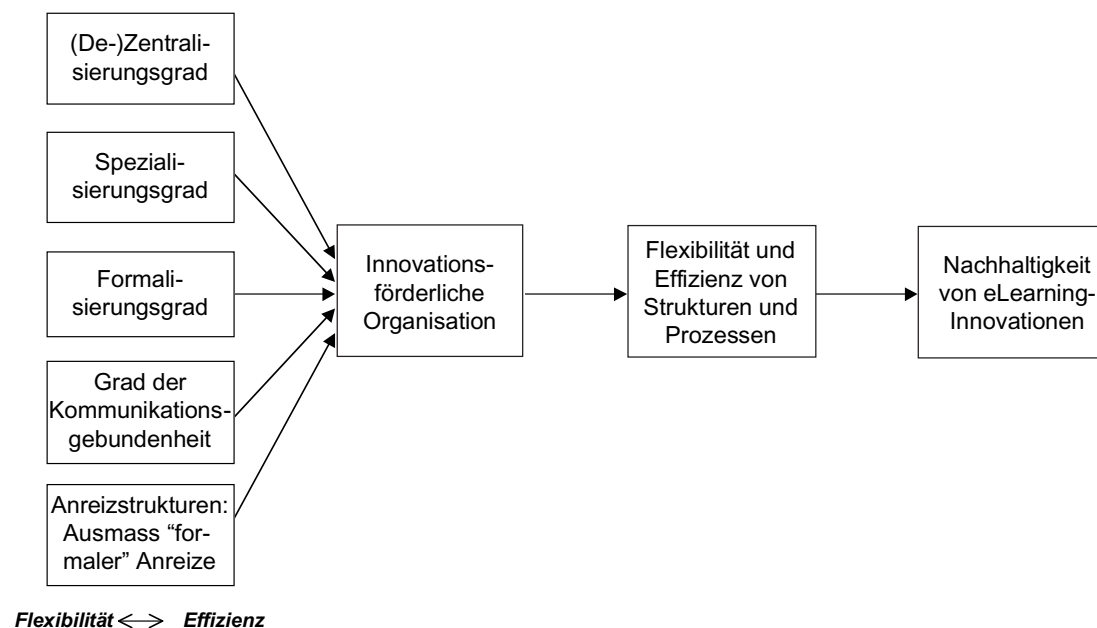 (De-)Zentrali-
sierungsgrad
Speziali-
sierungsgrad
Formali-
sierungsgrad
Grad der
Kommunikations-
gebundenheit
Anreizstrukturen:
Ausmass “for-
maler” Anreize
Innovations-
förderliche
Organisation
Flexibilität und
Effizienz von
Strukturen und
Prozessen
Nachhaltigkeit
von eLearning-
Innovationen
Flexibilität <—> Effizienz